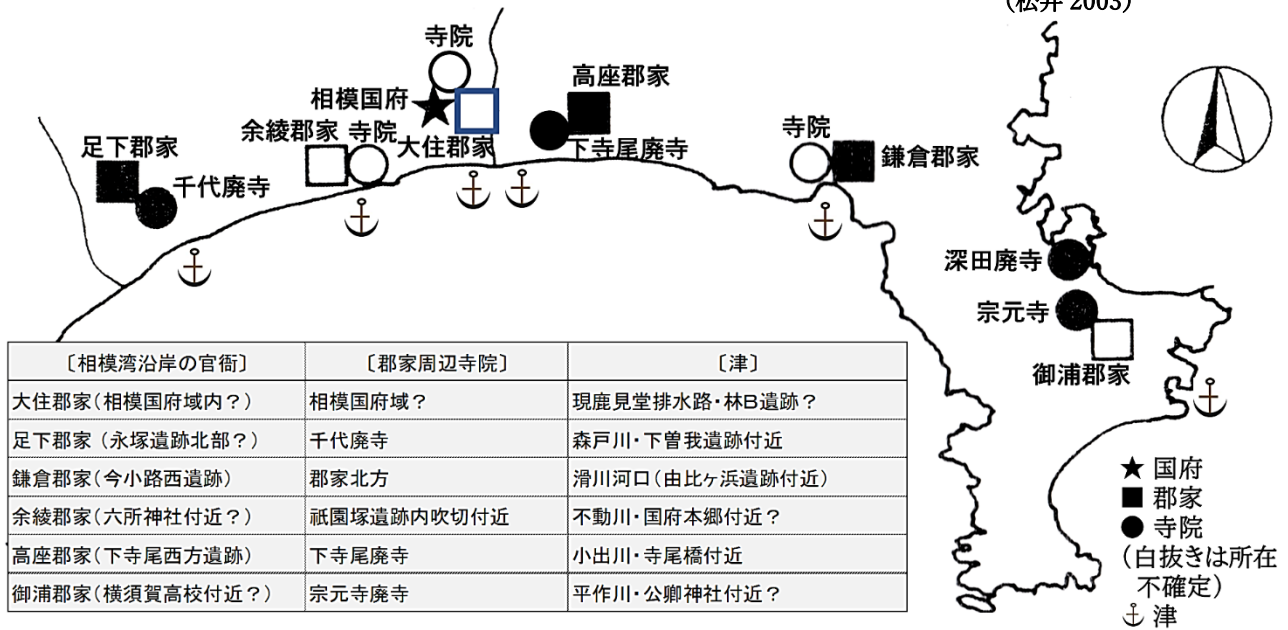 (松井 2003)
寺院
相模国府
高座郡家
余綾郡家
寺院
大住郡家
下寺尾廃寺
寺院
鎌倉郡家
足下郡家
千代廃寺
深田廃寺
宗元寺
御浦郡家
〔相模湾沿岸の官衙〕 〔郡家周辺寺院〕 〔津〕
大住郡家(相模国府域内?) 相模国府域? 現鹿見堂排水路・林B遺跡?
足下郡家 (永塚遺跡北部?) 千代廃寺 森戸川・下曽我遺跡付近
鎌倉郡家(今小路西遺跡) 郡家北方 滑川河口(由比ヶ浜遺跡付近)
余綾郡家(六所神社付近?) 祇園塚遺跡内吹切付近 不動川・国府本郷付近?
高座郡家(下寺尾西方遺跡) 下寺尾廃寺 小出川・寺尾橋付近
御浦郡家(横須賀高校付近?) 宗元寺廃寺 平作川・公卿神社付近?
★ 国府
■ 郡家
● 寺院
(白抜きは所在
不確定)
⚓ 津